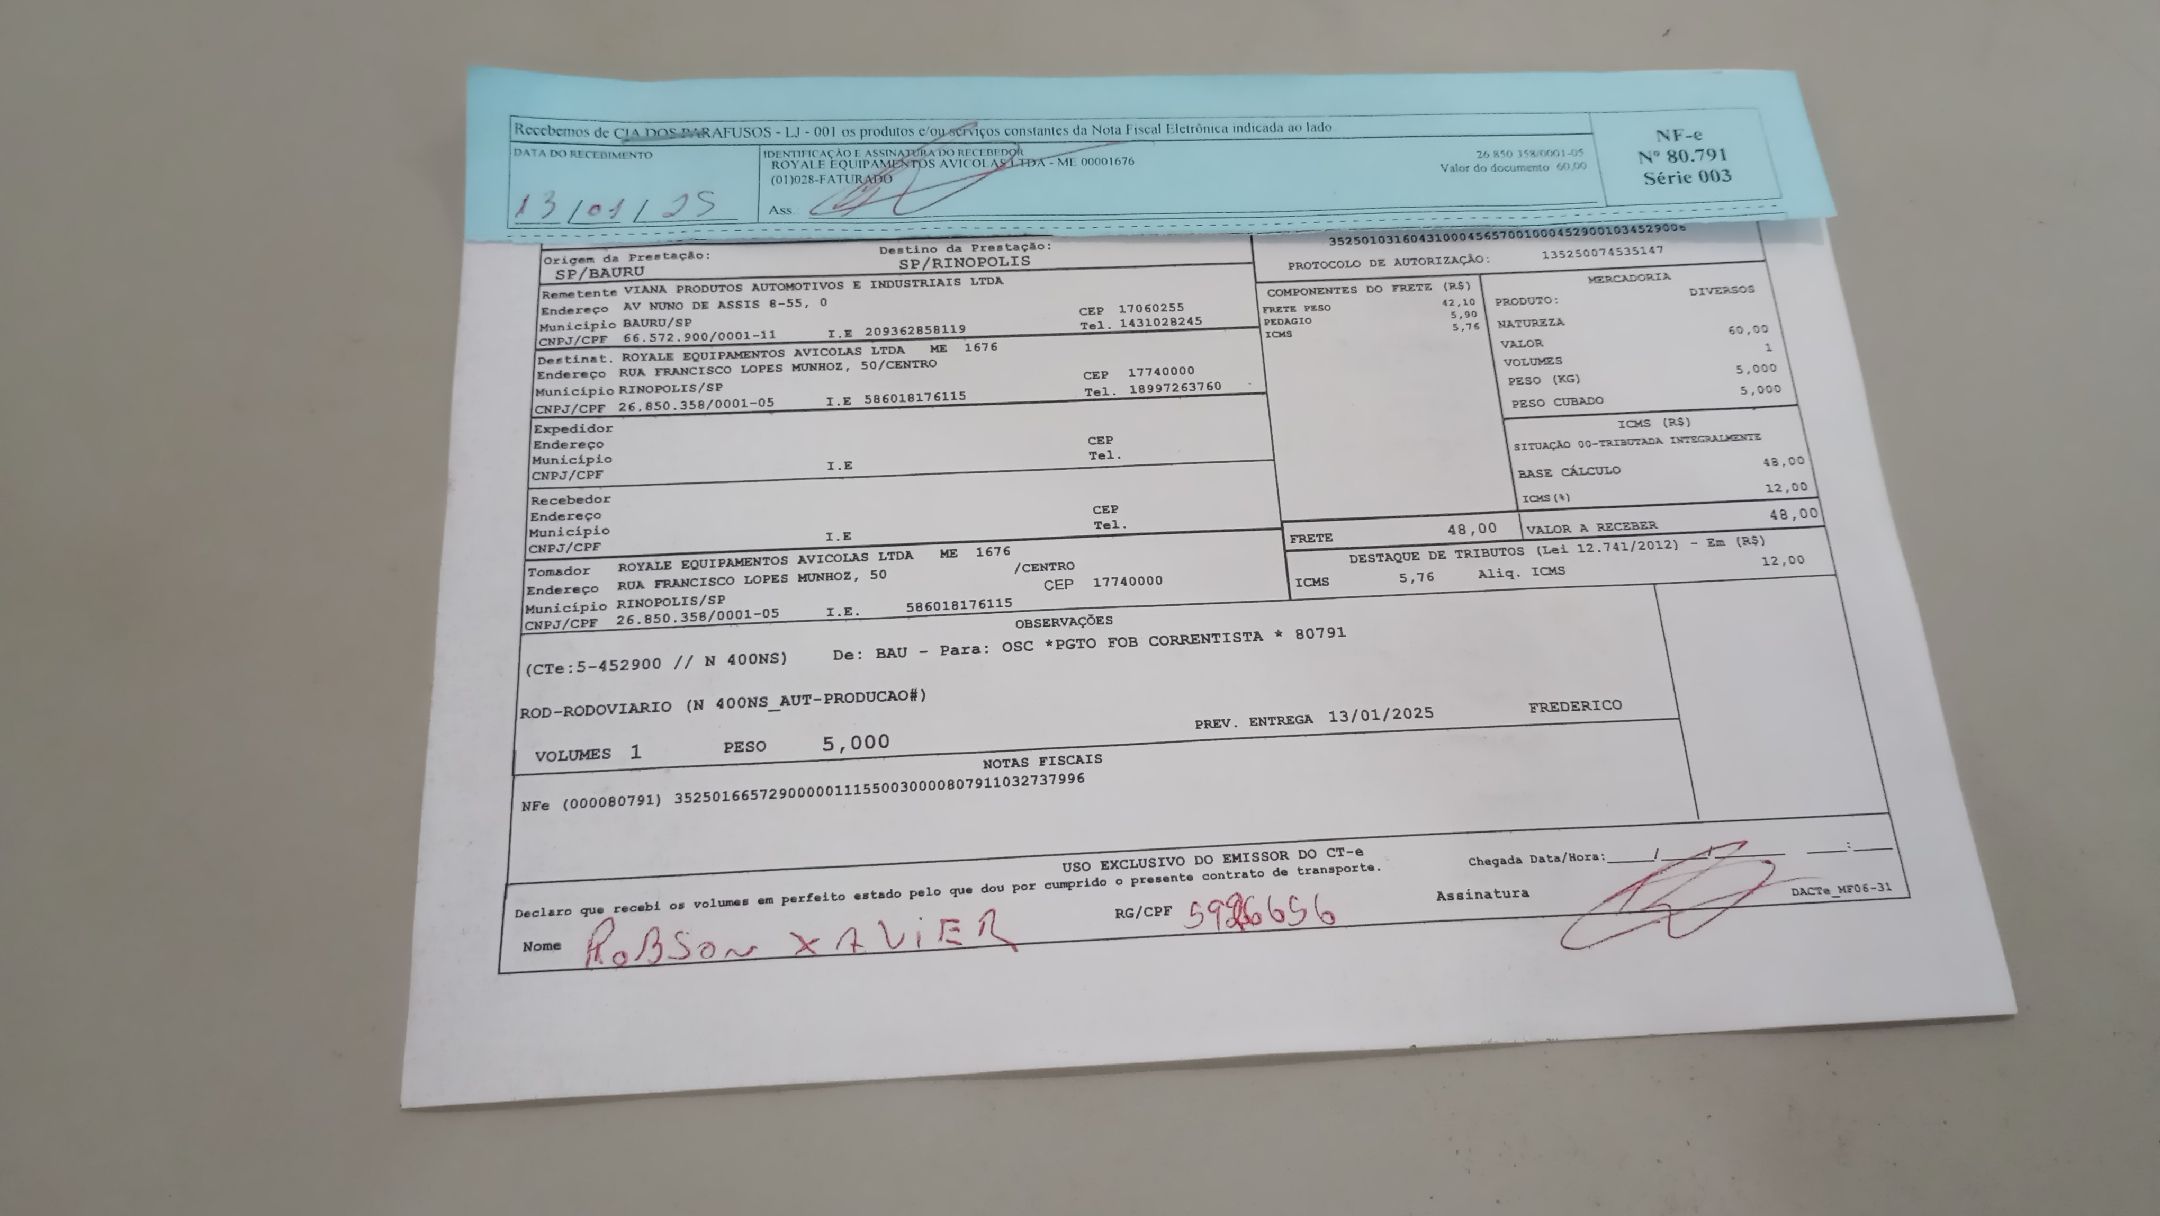 Recebemos de CIA DOS PARAFUSOS - LJ - 001 os produtos e/ou serviços constantes da Nota Fiscal Eletrônica indicada ao lado
NF-e
Nº 80.791
Série 003
DATA DO RECEBIMENTO
13/01/25
IDENTIFICAÇÃO E ASSINATURA DO RECEBEDOR
ROYALE EQUIPAMENTOS AVICOLAS LTDA - ME 00001676
(01)028-FATURADO
Ass.
26 850 358/0001-05
Valor do documento 60,00
Origem da Prestação:
SP/BAURU
Destino da Prestação:
SP/RINOPOLIS
PROTOCOLO DE AUTORIZAÇÃO: 135250074535147
Remetente VIANA PRODUTOS AUTOMOTIVOS E INDUSTRIAIS LTDA
Endereço AV NUNO DE ASSIS 8-55, 0
Município BAURU/SP CEP 17060255
CNPJ/CPF 66.572.900/0001-11 I.E 209362858119 Tel. 1431028245
Destinat. ROYALE EQUIPAMENTOS AVICOLAS LTDA ME 1676
Endereço RUA FRANCISCO LOPES MUNHOZ, 50/CENTRO
Município RINOPOLIS/SP CEP 17740000
CNPJ/CPF 26.850.358/0001-05 I.E 586018176115 Tel. 18997263760
Expedidor
Endereço
Município CEP
CNPJ/CPF I.E Tel.
Recebedor
Endereço
Município CEP
CNPJ/CPF I.E Tel.
Tomador ROYALE EQUIPAMENTOS AVICOLAS LTDA ME 1676
Endereço RUA FRANCISCO LOPES MUNHOZ, 50 /CENTRO
Município RINOPOLIS/SP CEP 17740000
CNPJ/CPF 26.850.358/0001-05 I.E. 586018176115
COMPONENTES DO FRETE (R$)
FRETE PESO 42,10
PEDAGIO 5,90
ICMS 5,76
MERCADORIA
PRODUTO: DIVERSOS
NATUREZA
VALOR 60,00
VOLUMES 1
PESO (KG) 5,000
PESO CUBADO 5,000
ICMS (R$)
SITUAÇÃO 00-TRIBUTADA INTEGRALMENTE
BASE CÁLCULO 48,00
ICMS(%) 12,00
FRETE 48,00 VALOR A RECEBER 48,00
DESTAQUE DE TRIBUTOS (Lei 12.741/2012) - Em (R$)
ICMS 5,76 Aliq. ICMS 12,00
OBSERVAÇÕES
(CTe:5-452900 // N 400NS) De: BAU - Para: OSC *PGTO FOB CORRENTISTA * 80791
ROD-RODOVIARIO (N 400NS_AUT-PRODUCAO#)
PREV. ENTREGA 13/01/2025 FREDERICO
VOLUMES 1 PESO 5,000
NOTAS FISCAIS
NFe (000080791) 35250166572900000111550030000807911032737996
USO EXCLUSIVO DO EMISSOR DO CT-e
Declaro que recebi os volumes em perfeito estado pelo que dou por cumprido o presente contrato de transporte.
Chegada Data/Hora:_____/_____/_____ ____:____
Nome ROBSON XAVIER RG/CPF Assinatura
DACTe_MF06-31